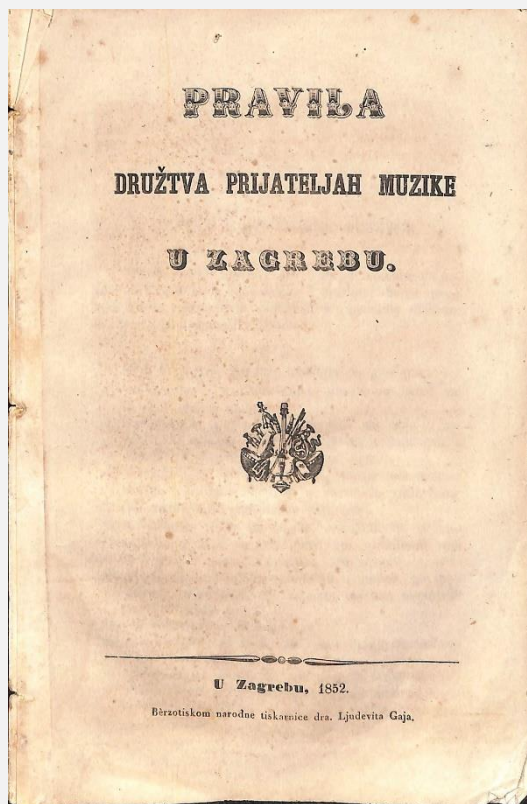 PRAVILA
DRUŽTVA PRIJATELJAH MUZIKE
U ZAGREBU.
U Zagrebu, 1852.
Bèrzotiskom narodne tiskarnice dra. Ljudevita Gaja.